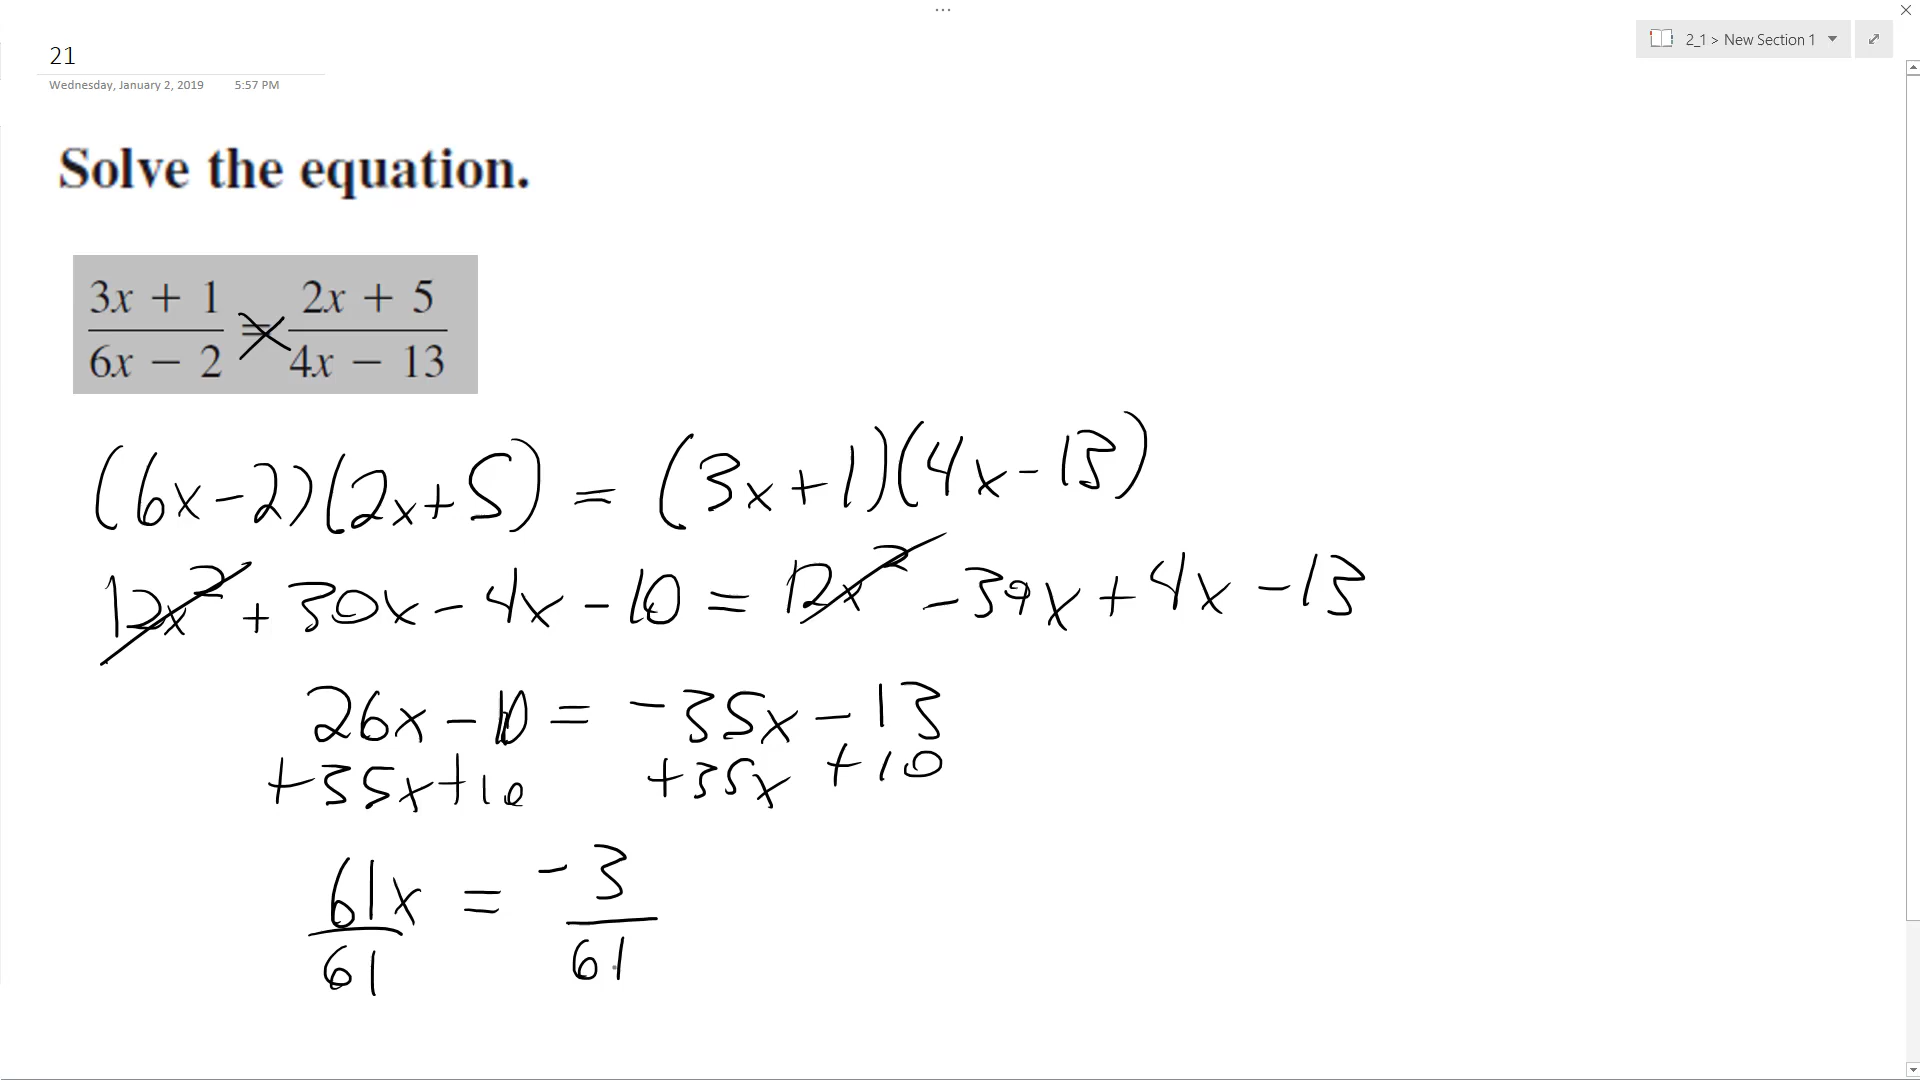 ...
×
2_1 > New Section 1
21
Wednesday, January 2, 2019 5:57 PM
Solve the equation.
3x + 1 2x + 5
=
6x − 2 4x − 13
(6x-2)(2x+5) = (3x+1)(4x-13)
12x² + 30x - 4x - 10 = 12x² - 39x + 4x - 13
26x - 10 = -35x - 13
+35x +10 +35x +10
61x = -3
61 61